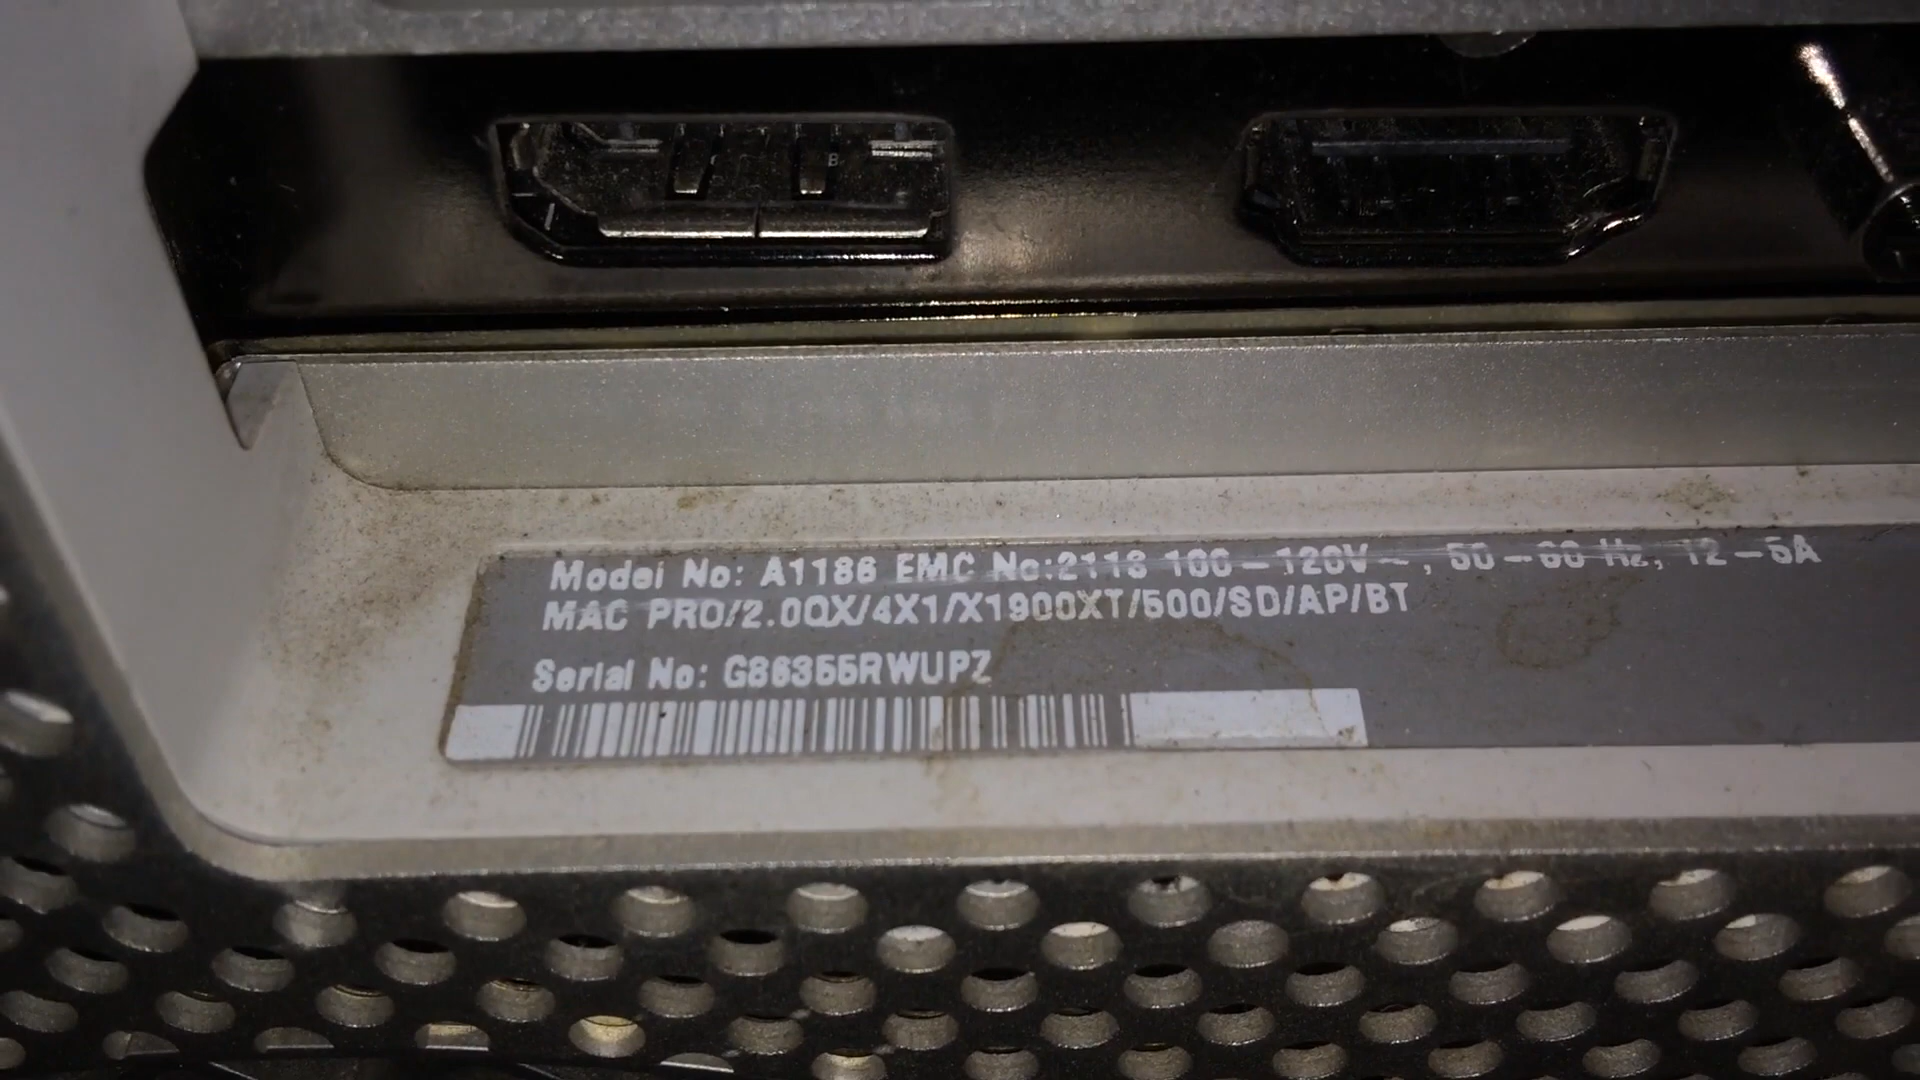 Model No: A1186 EMC No:2113 100-120V~, 50-60 Hz, 12-5A
MAC PRO/2.0QX/4X1/X1900XT/500/SD/AP/BT
Serial No: G86355RWUPZ